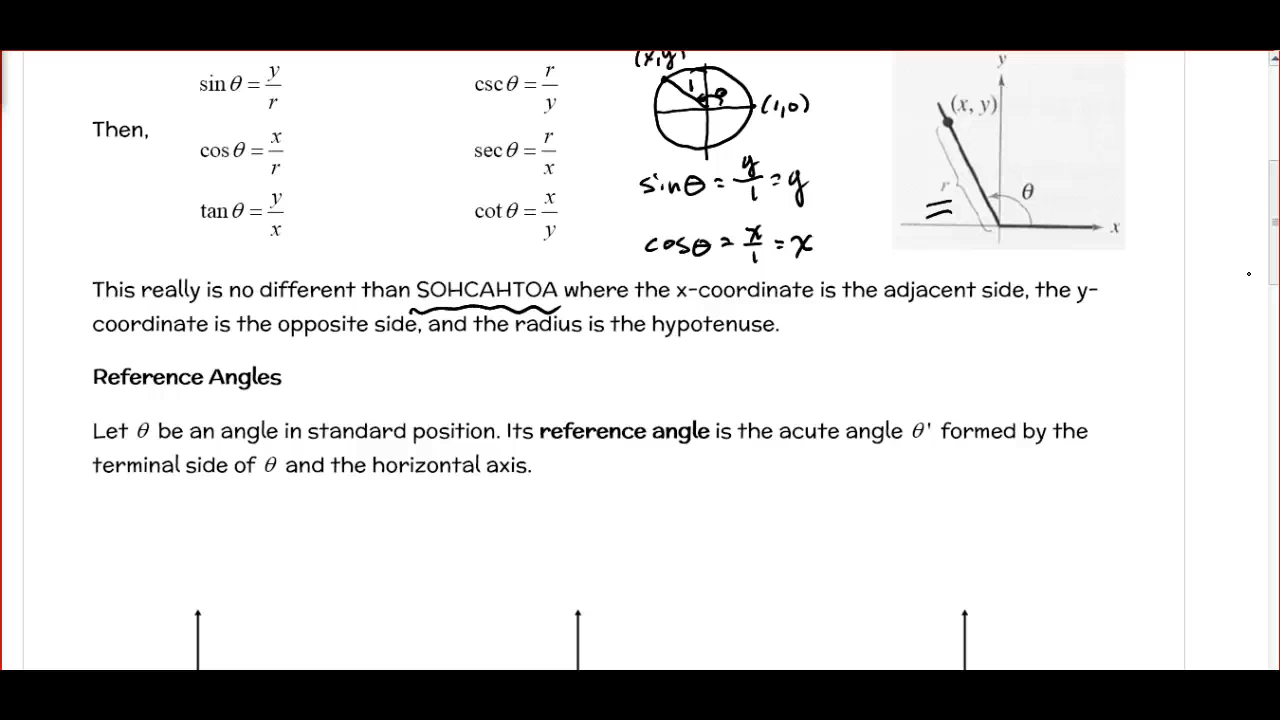 (x,y)
sin θ = y/r
csc θ = r/y
1 θ
(1,0)
Then,
cos θ = x/r
sec θ = r/x
sinθ = y/1 = y
tan θ = y/x
cot θ = x/y
cosθ = x/1 = x
y
(x, y)
r
θ
x
This really is no different than SOHCAHTOA where the x-coordinate is the adjacent side, the y-
coordinate is the opposite side, and the radius is the hypotenuse.
Reference Angles
Let θ be an angle in standard position. Its reference angle is the acute angle θ' formed by the
terminal side of θ and the horizontal axis.